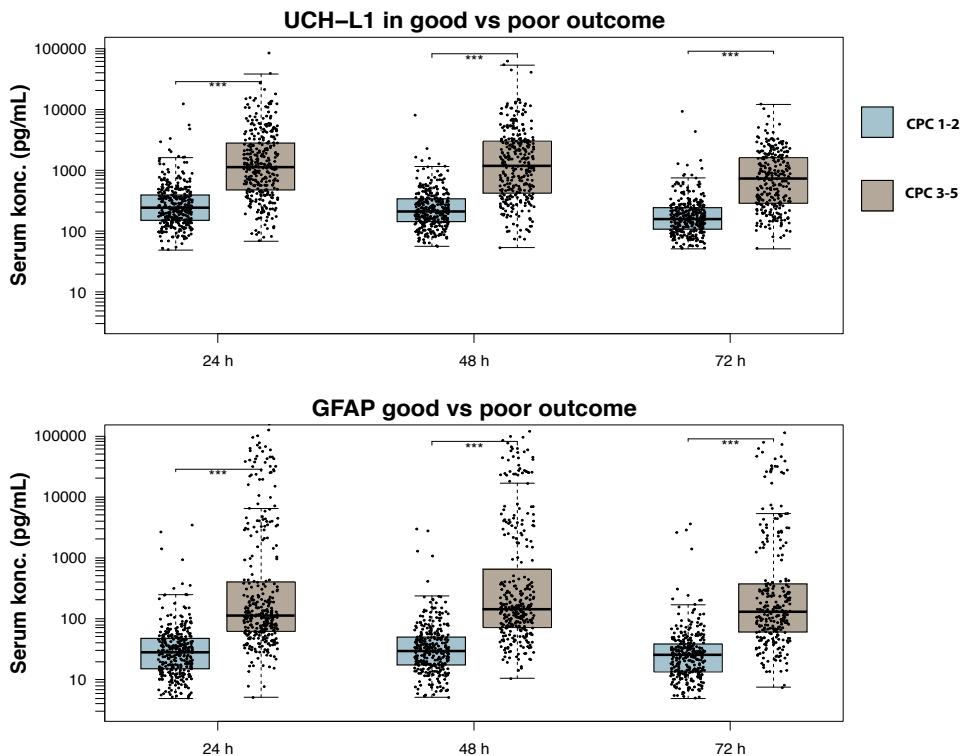 UCH–L1 in good vs poor outcome
Serum konc. (pg/mL)
100000
10000
1000
100
10
***
***
***
24 h
48 h
72 h
CPC 1-2
CPC 3-5
GFAP good vs poor outcome
Serum konc. (pg/mL)
100000
10000
1000
100
10
***
***
***
24 h
48 h
72 h